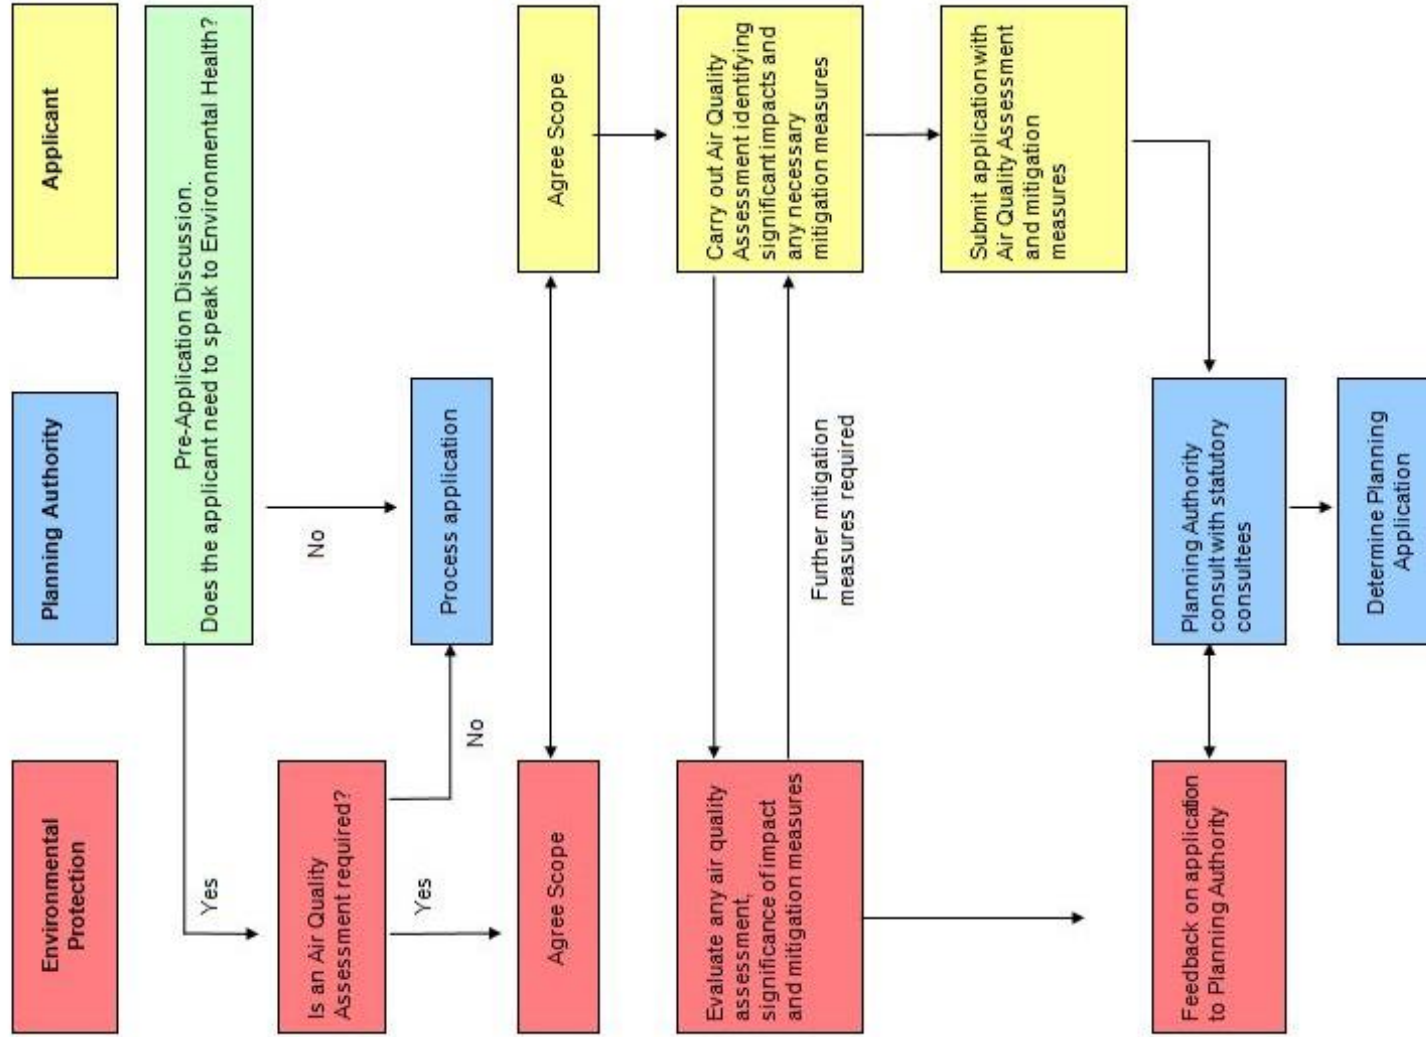 Environmental
Protection
Planning Authority
Applicant
Pre-Application Discussion.
Does the applicant need to speak to Environmental Health?
Yes
No
Is an Air Quality
Assessment required?
Yes
No
Process application
Agree Scope
Agree Scope
Evaluate any air quality
assessment,
significance of impact
and mitigation measures
Further mitigation
measures required
Carry out Air Quality
Assessment identifying
significant impacts and
any necessary
mitigation measures
Submit application with
Air Quality Assessment
and mitigation
measures
Feedback on application
to Planning Authority
Planning Authority
consult with statutory
consultees
Determine Planning
Application